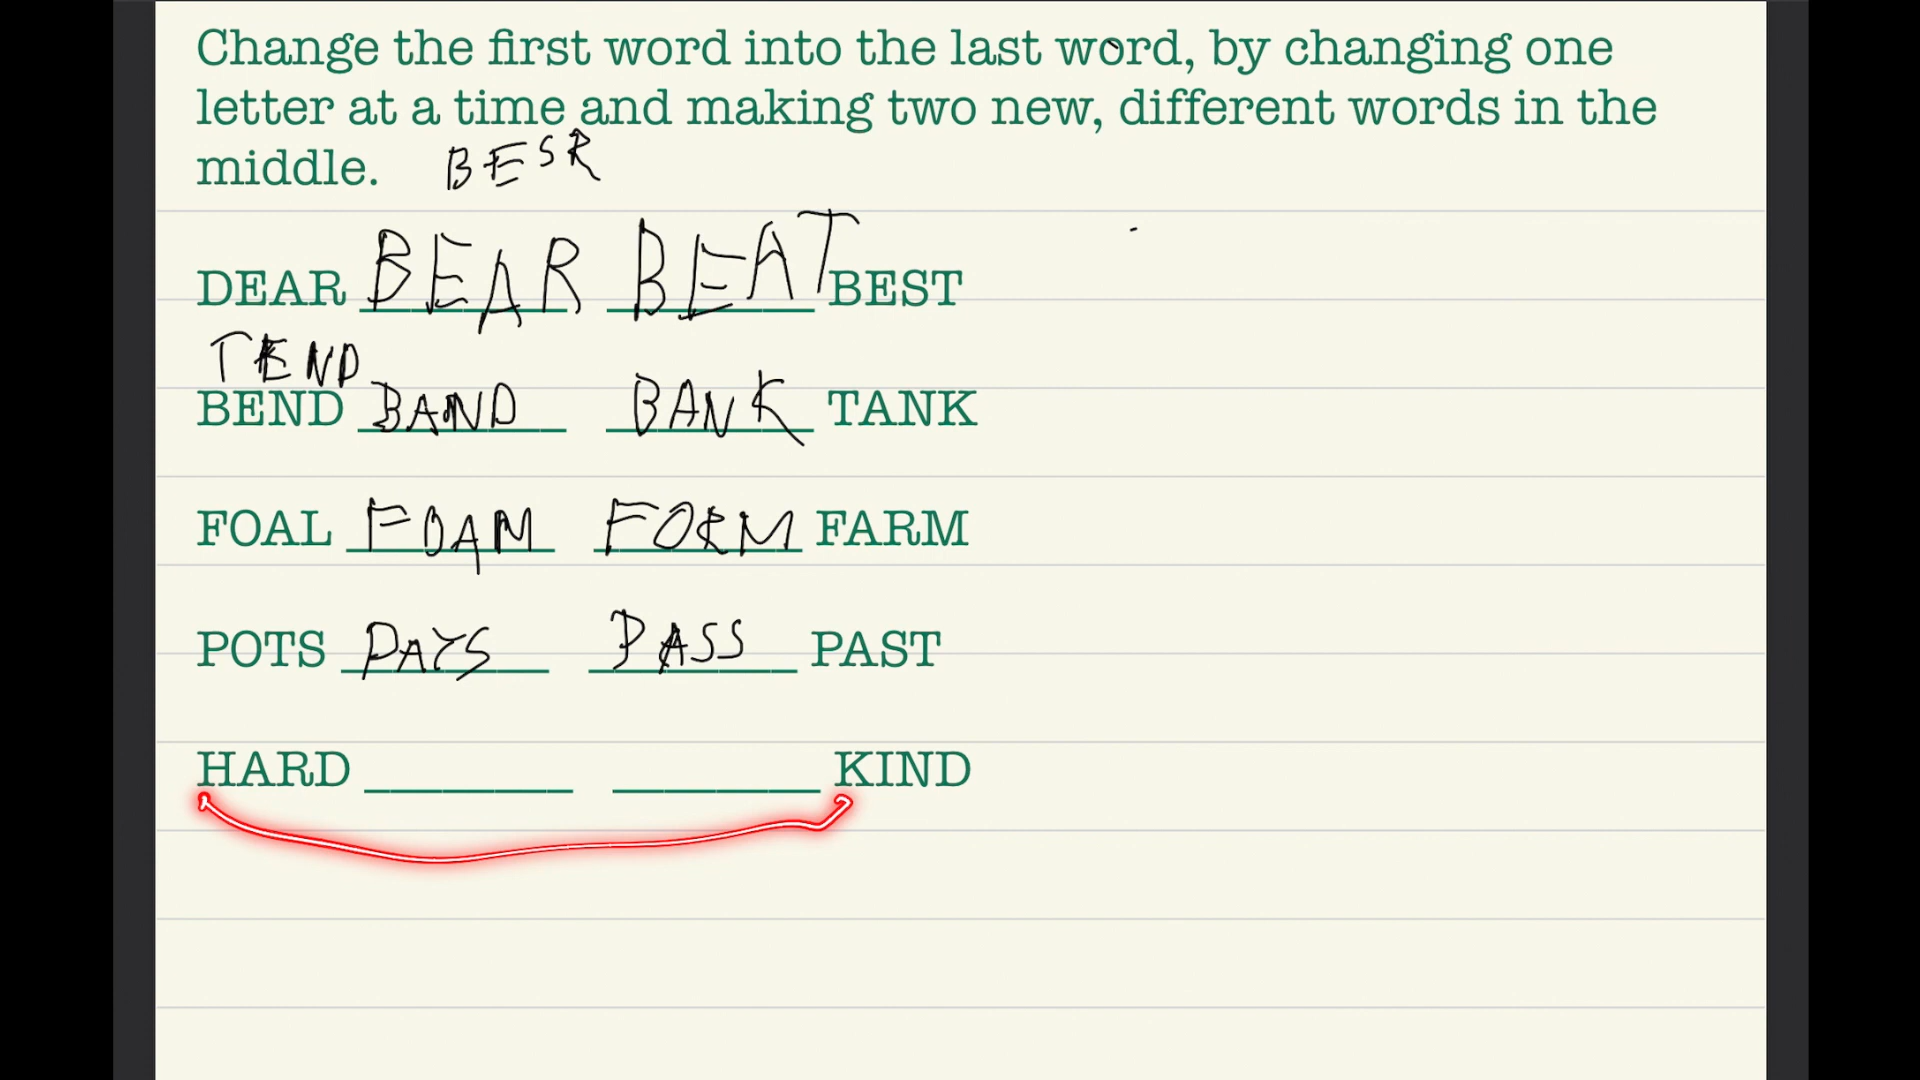 Change the first word into the last word, by changing one
letter at a time and making two new, different words in the
middle. BESR
DEAR BEAR BEAT BEST
TEND
BEND BAND BANK TANK
FOAL FOAM FORM FARM
POTS PAYS PASS PAST
HARD ________ ________ KIND